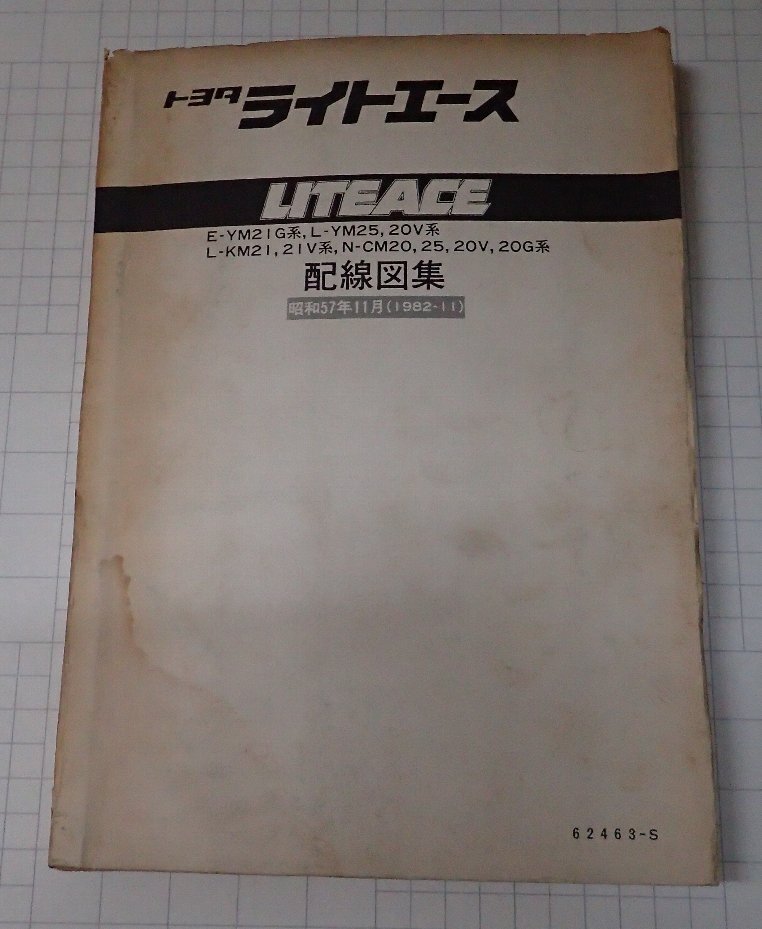 トヨタ ライトエース
LITEACE
E-YM21G系, L-YM25, 20V系
L-KM21, 21V系, N-CM20, 25, 20V, 20G系
配線図集
昭和57年11月(1982-11)
62463-S